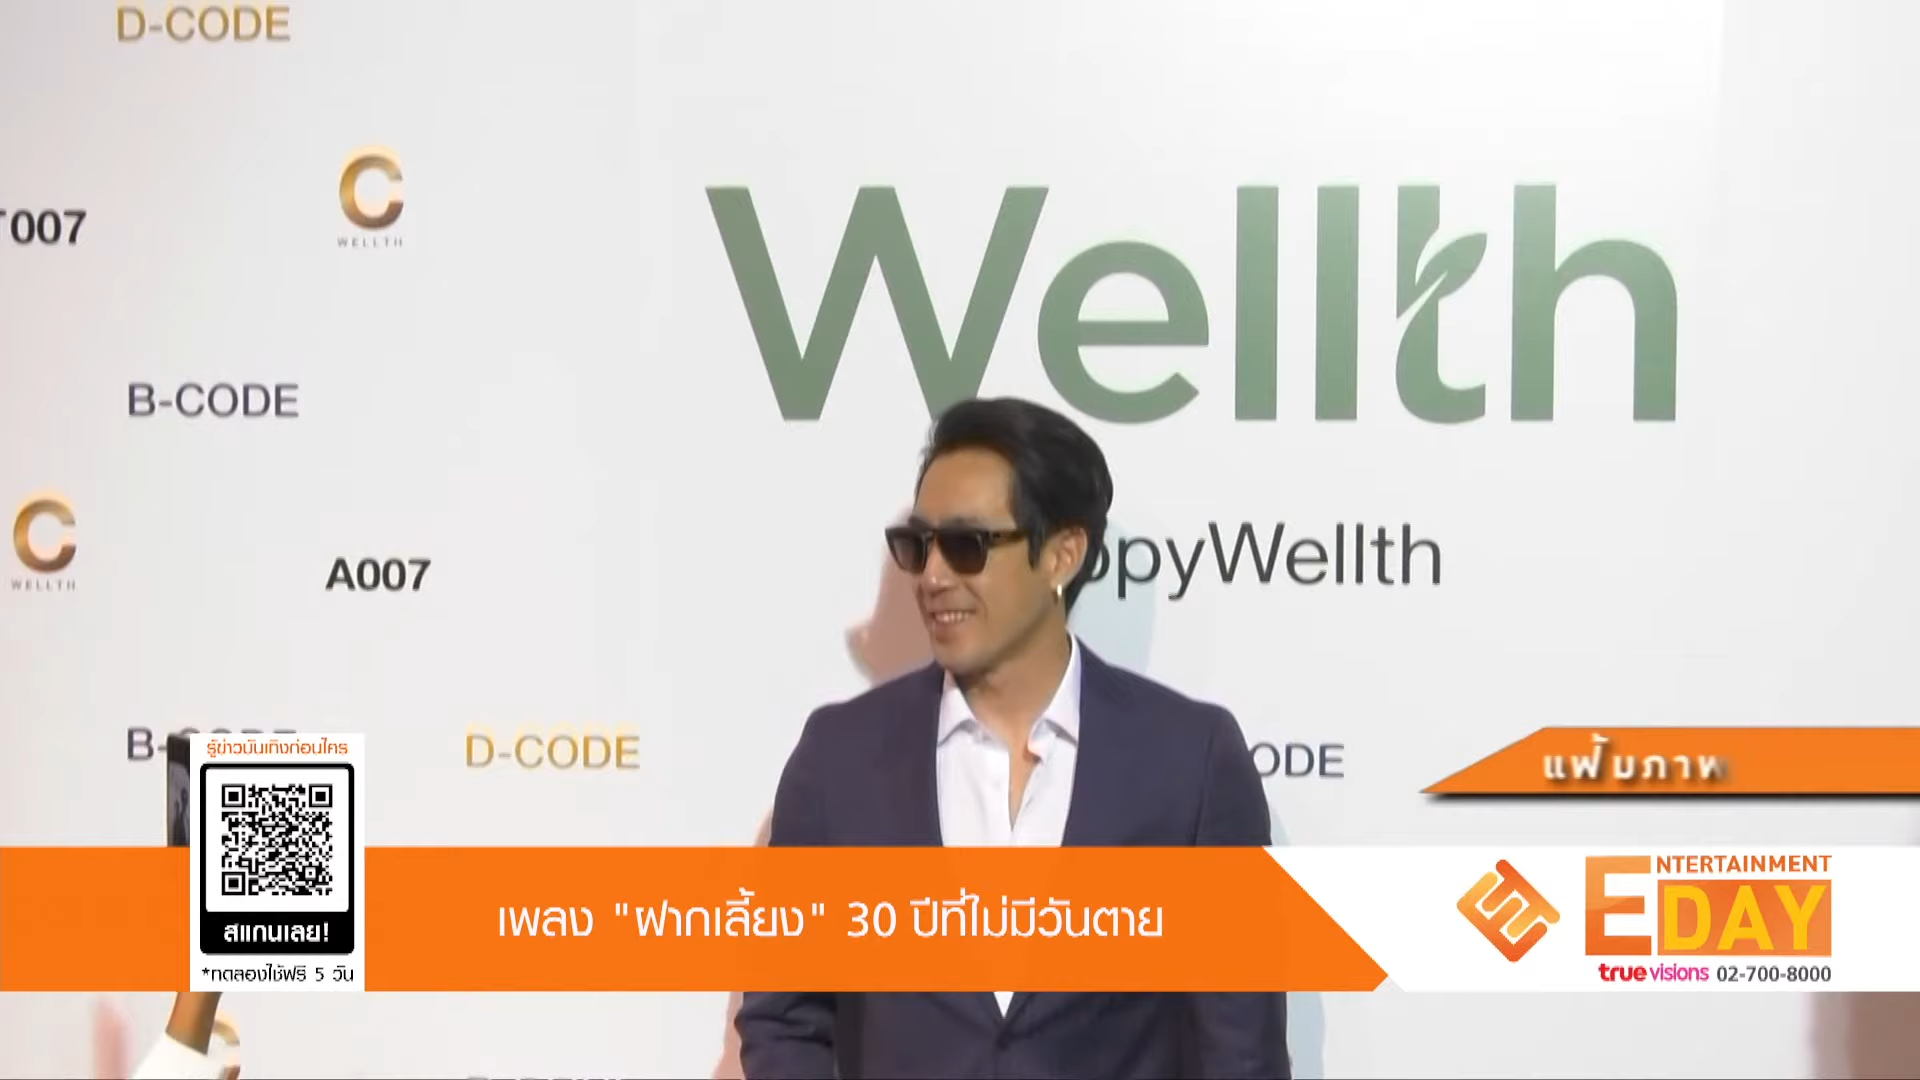 D-CODE
Wellth
C
WELLTH
T007
B-CODE
C
WELLTH
A007
ppyWellth
D-CODE
ODE
แฟ้มภาพ
รู้ข่าวบันเทิงก่อนใคร
สแกนเลย!
*ทดลองใช้ฟรี 5 วัน
เพลง "ฝากเลี้ยง" 30 ปีที่ไม่มีวันตาย
ENTERTAINMENT
DAY
truevisions 02-700-8000